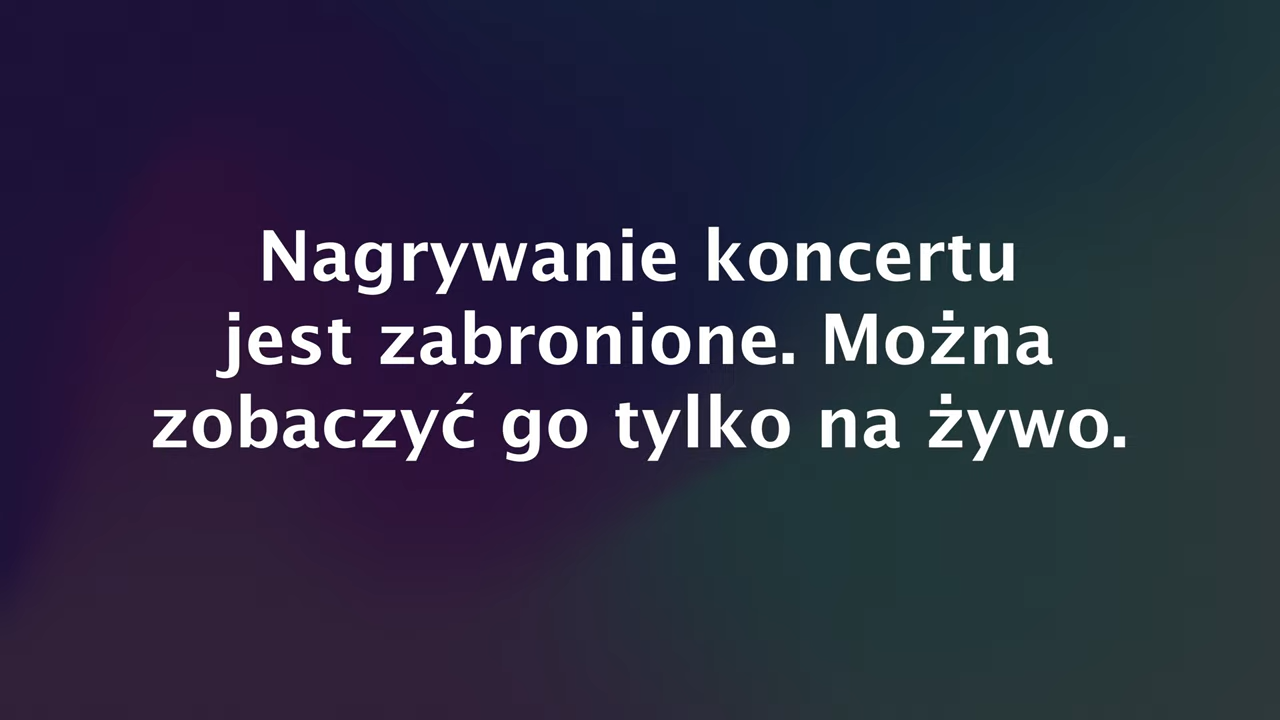 Nagrywanie koncertu
jest zabronione. Można
zobaczyć go tylko na żywo.